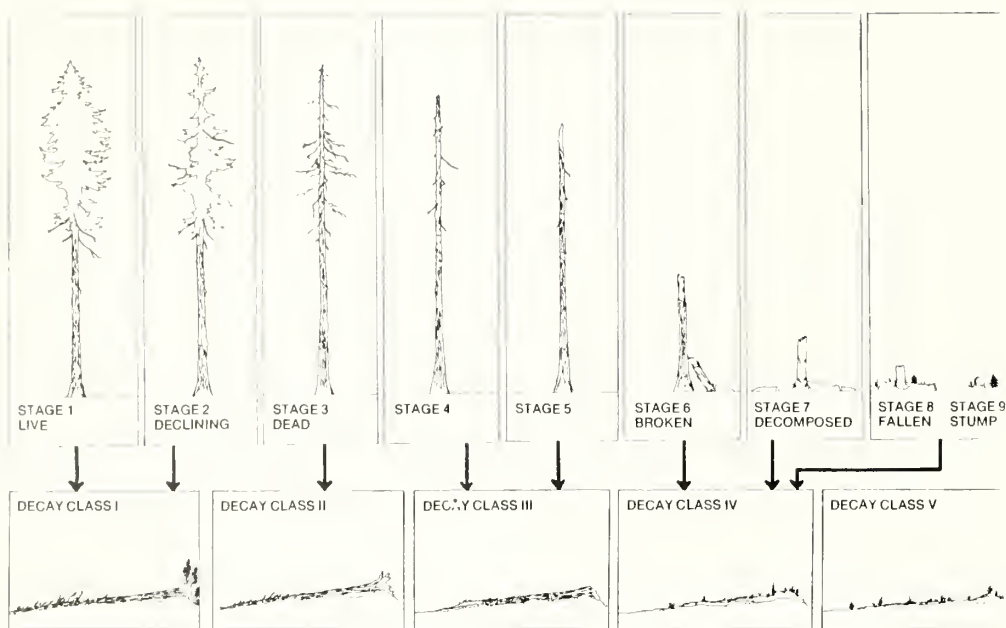 STAGE 1
LIVE
STAGE 2
DECLINING
STAGE 3
DEAD
STAGE 4
STAGE 5
STAGE 6
BROKEN
STAGE 7
DECOMPOSED
STAGE 8
FALLEN
STAGE 9
STUMP
DECAY CLASS I
DECAY CLASS II
DECAY CLASS III
DECAY CLASS IV
DECAY CLASS V